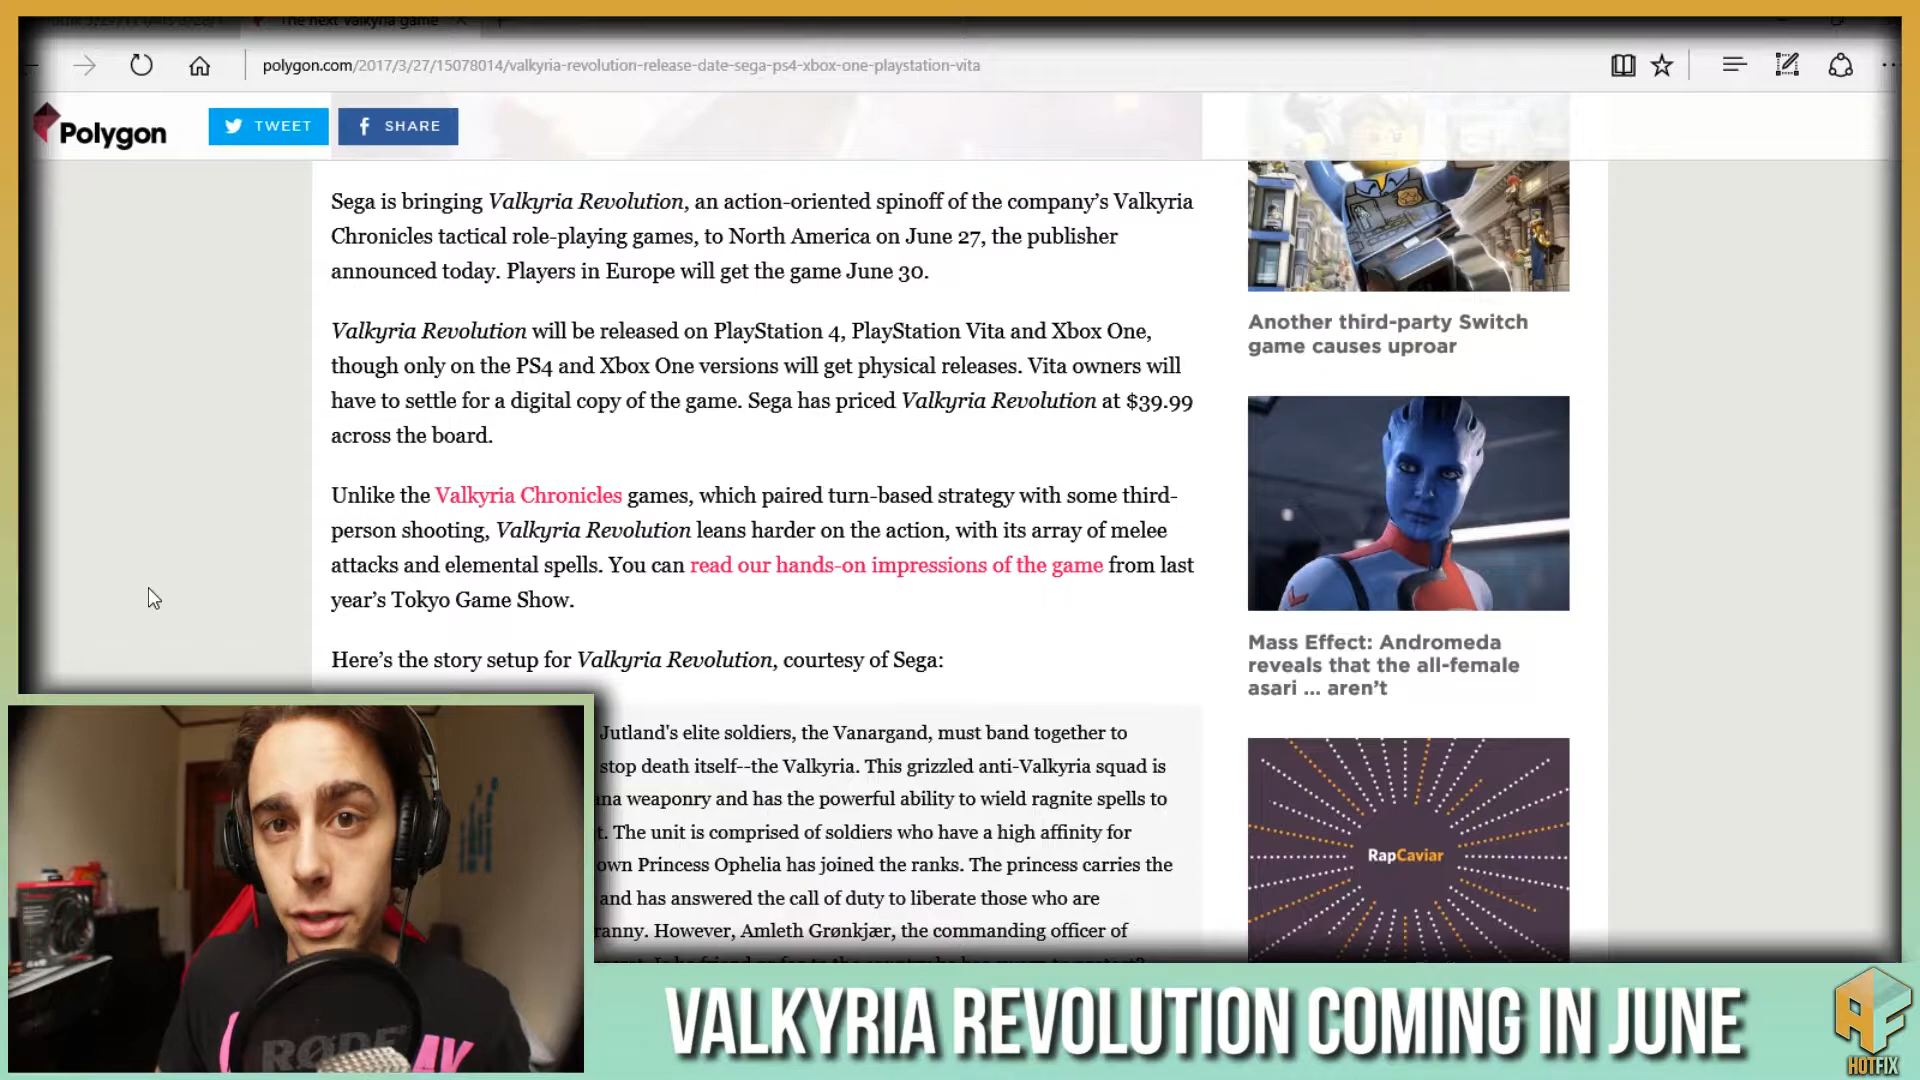 The next Valkyria game
polygon.com/2017/3/27/15078014/valkyria-revolution-release-date-sega-ps4-xbox-one-playstation-vita
Polygon
TWEET
SHARE
Sega is bringing Valkyria Revolution, an action-oriented spinoff of the company’s Valkyria
Chronicles tactical role-playing games, to North America on June 27, the publisher
announced today. Players in Europe will get the game June 30.
Valkyria Revolution will be released on PlayStation 4, PlayStation Vita and Xbox One,
though only on the PS4 and Xbox One versions will get physical releases. Vita owners will
have to settle for a digital copy of the game. Sega has priced Valkyria Revolution at $39.99
across the board.
Unlike the Valkyria Chronicles games, which paired turn-based strategy with some third-
person shooting, Valkyria Revolution leans harder on the action, with its array of melee
attacks and elemental spells. You can read our hands-on impressions of the game from last
year’s Tokyo Game Show.
Here’s the story setup for Valkyria Revolution, courtesy of Sega:
Jutland's elite soldiers, the Vanargand, must band together to
stop death itself--the Valkyria. This grizzled anti-Valkyria squad is
weaponry and has the powerful ability to wield ragnite spells to
The unit is comprised of soldiers who have a high affinity for
own Princess Ophelia has joined the ranks. The princess carries the
and has answered the call of duty to liberate those who are
However, Amleth Grønkjær, the commanding officer of
Another third-party Switch
game causes uproar
Mass Effect: Andromeda
reveals that the all-female
asari ... aren’t
RapCaviar
RØDE
VALKYRIA REVOLUTION COMING IN JUNE
AF
HOTFIX